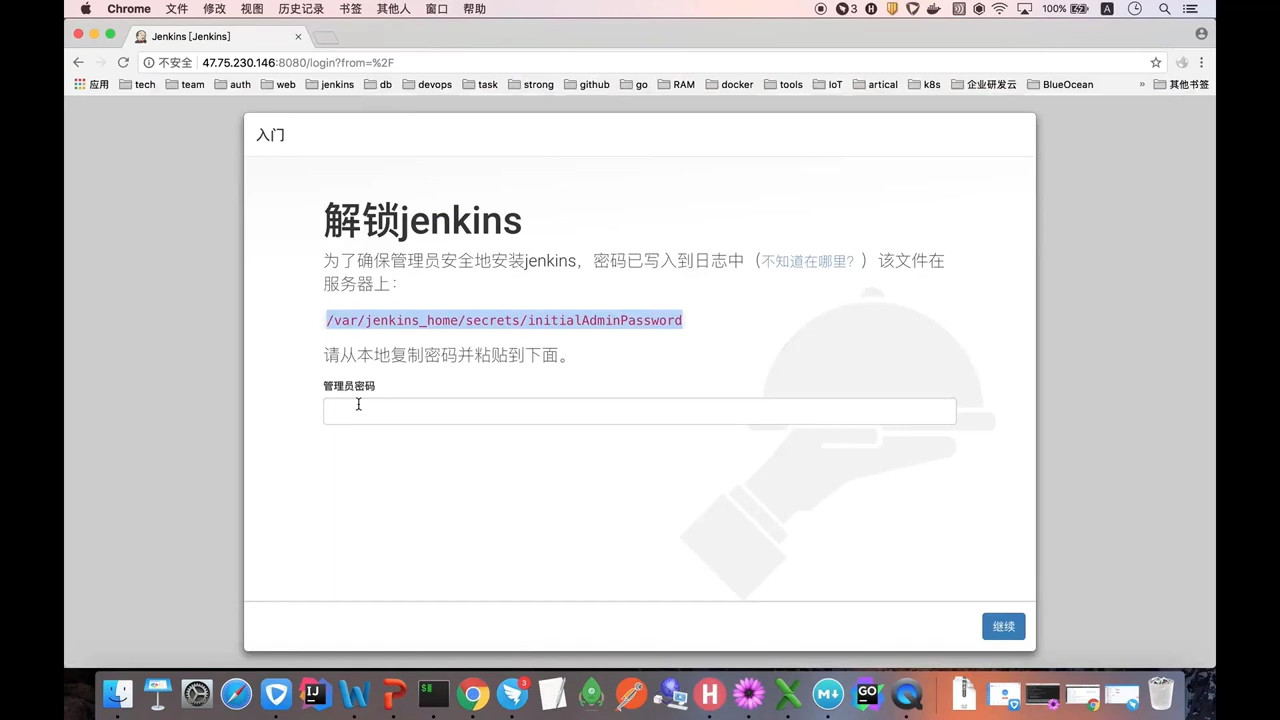 Chrome 文件 修改 视图 历史记录 书签 其他人 窗口 帮助 3 100% A
Jenkins [Jenkins]
不安全 47.75.230.146:8080/login?from=%2F
应用 tech team auth web jenkins db devops task strong github go RAM docker tools IoT artical k8s 企业研发云 BlueOcean » 其他书签
入门
解锁jenkins
为了确保管理员安全地安装jenkins，密码已写入到日志中（不知道在哪里？）该文件在
服务器上：
/var/jenkins_home/secrets/initialAdminPassword
请从本地复制密码并粘贴到下面。
管理员密码
继续
IJ W P $ 3 H X M GO